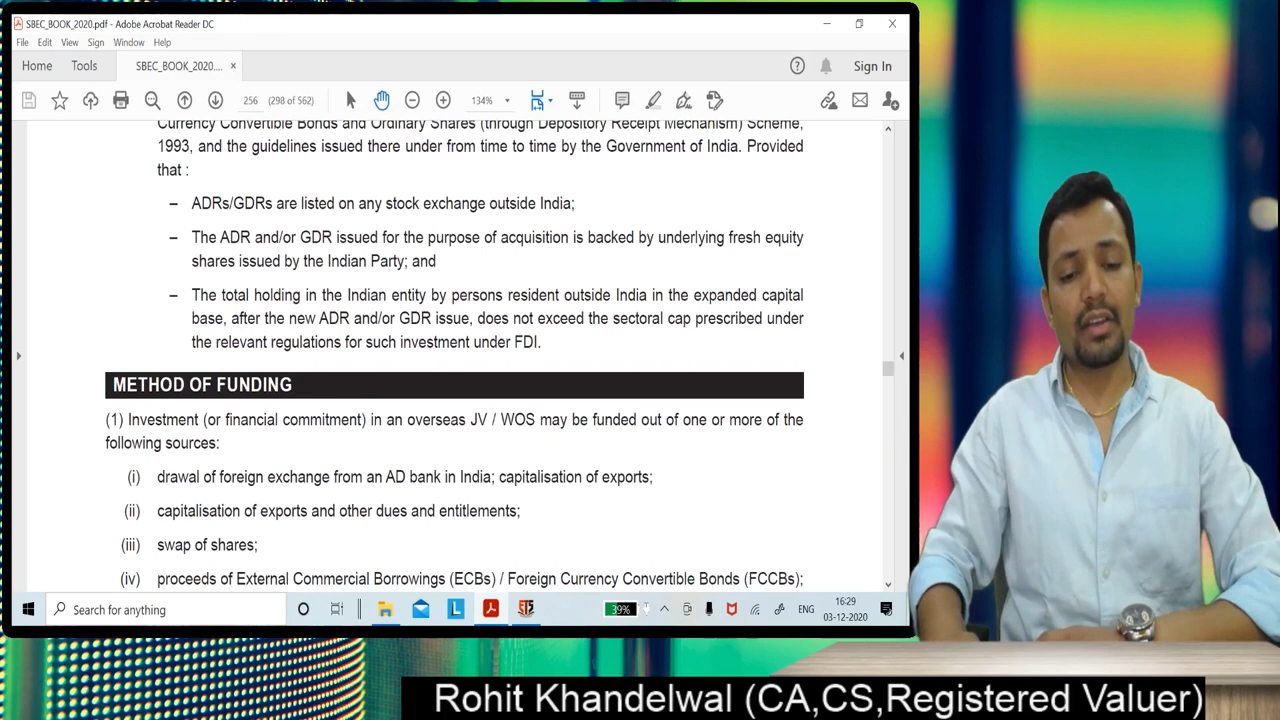 SBEC_BOOK_2020.pdf - Adobe Acrobat Reader DC
File Edit View Sign Window Help
Home Tools SBEC_BOOK_2020.... × Sign In
256 (298 of 562) 134%
Currency Convertible Bonds and Ordinary Shares (through Depository Receipt Mechanism) Scheme,
1993, and the guidelines issued there under from time to time by the Government of India. Provided
that :
– ADRs/GDRs are listed on any stock exchange outside India;
– The ADR and/or GDR issued for the purpose of acquisition is backed by underlying fresh equity
shares issued by the Indian Party; and
– The total holding in the Indian entity by persons resident outside India in the expanded capital
base, after the new ADR and/or GDR issue, does not exceed the sectoral cap prescribed under
the relevant regulations for such investment under FDI.
METHOD OF FUNDING
(1) Investment (or financial commitment) in an overseas JV / WOS may be funded out of one or more of the
following sources:
(i) drawal of foreign exchange from an AD bank in India; capitalisation of exports;
(ii) capitalisation of exports and other dues and entitlements;
(iii) swap of shares;
(iv) proceeds of External Commercial Borrowings (ECBs) / Foreign Currency Convertible Bonds (FCCBs);
Search for anything
L
39%
ENG
16:29
03-12-2020
Rohit Khandelwal (CA,CS,Registered Valuer)